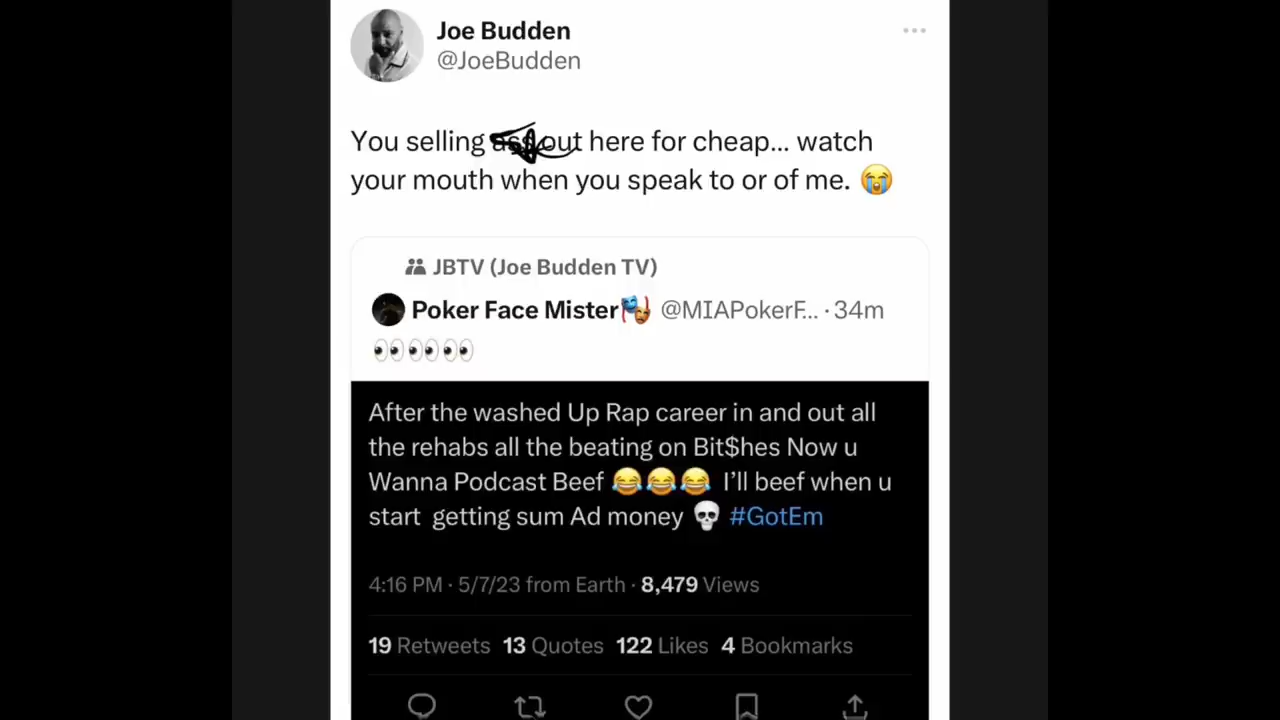 Joe Budden
@JoeBudden
You selling ass out here for cheap... watch
your mouth when you speak to or of me. 😭
JBTV (Joe Budden TV)
Poker Face Mister🎭 @MIAPokerF... · 34m
👀👀👀
After the washed Up Rap career in and out all
the rehabs all the beating on Bit$hes Now u
Wanna Podcast Beef 😂😂😂 I’ll beef when u
start getting sum Ad money 💀 #GotEm
4:16 PM · 5/7/23 from Earth · 8,479 Views
19 Retweets 13 Quotes 122 Likes 4 Bookmarks